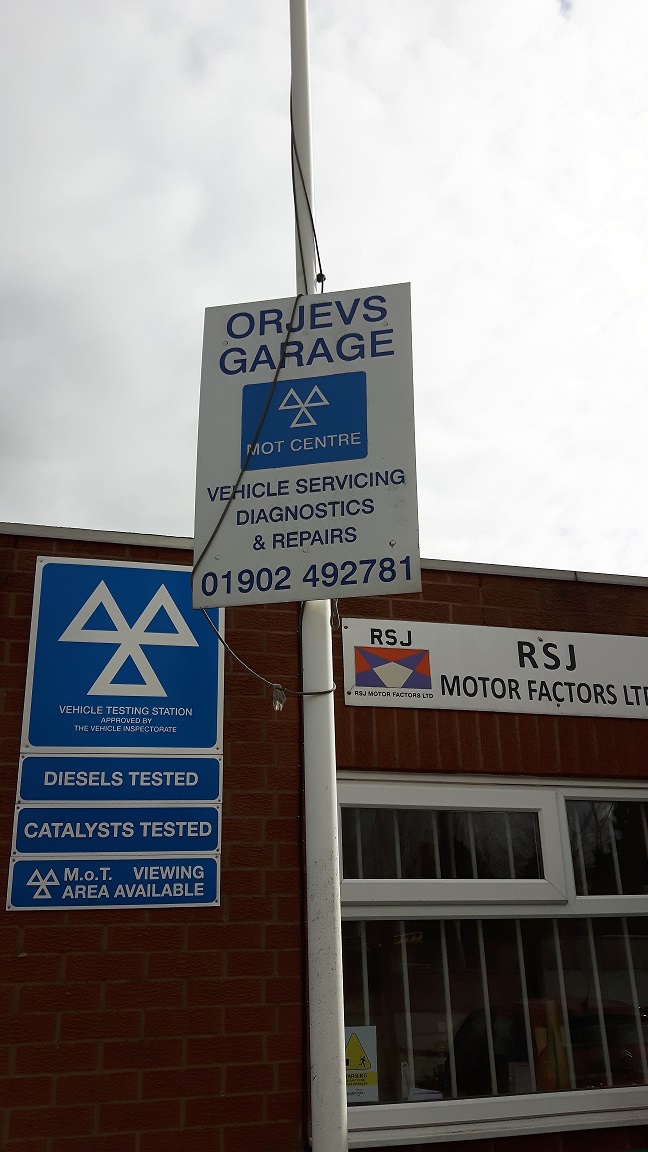 ORJEVS
GARAGE
MOT CENTRE
VEHICLE SERVICING
DIAGNOSTICS
& REPAIRS
01902 492781
VEHICLE TESTING STATION
APPROVED BY
THE VEHICLE INSPECTORATE
DIESELS TESTED
CATALYSTS TESTED
M.o.T. VIEWING
AREA AVAILABLE
RSJ
RSJ MOTOR FACTORS LTD
RSJ
MOTOR FACTORS LTD
WARNING